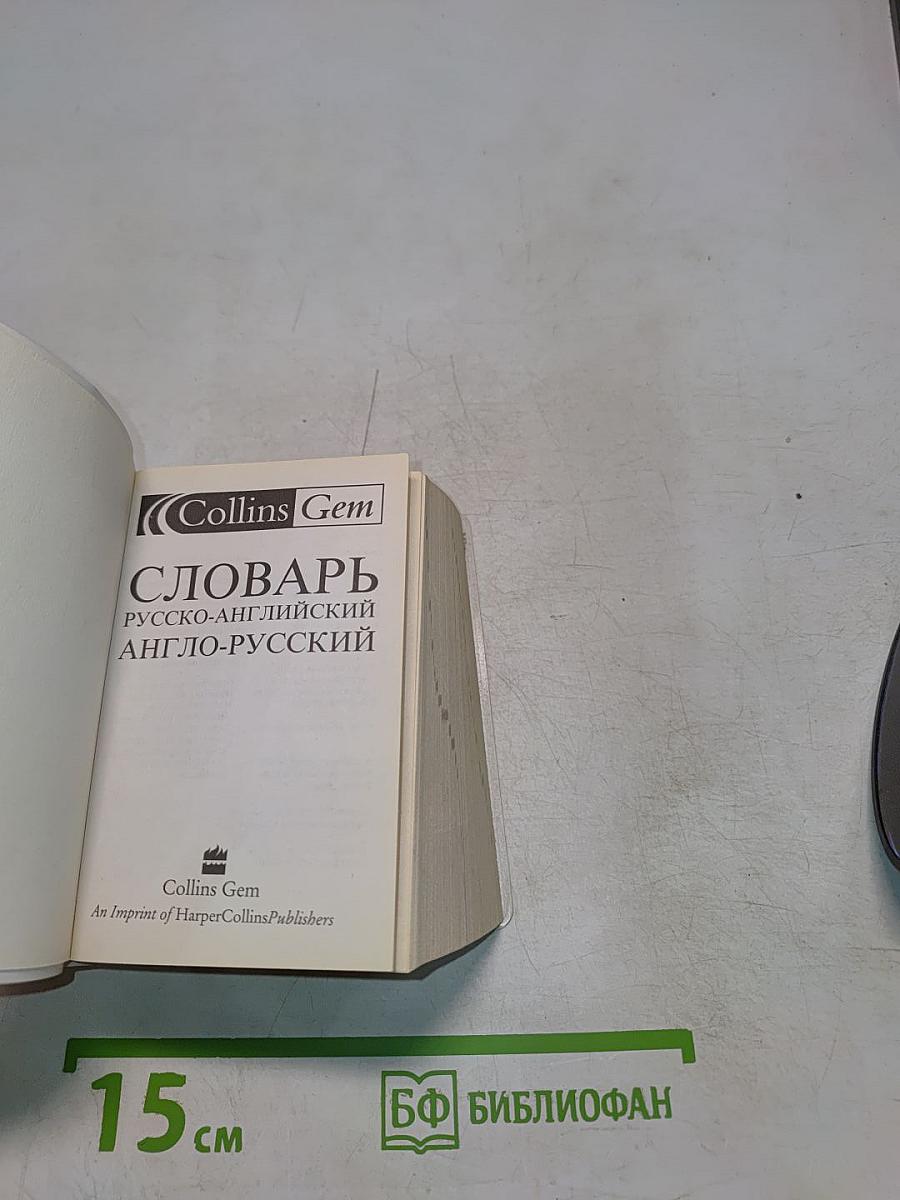 Collins Gem
СЛОВАРЬ
РУССКО-АНГЛИЙСКИЙ
АНГЛО-РУССКИЙ
Collins Gem
An Imprint of HarperCollinsPublishers
15 см
БФ БИБЛИОФАН